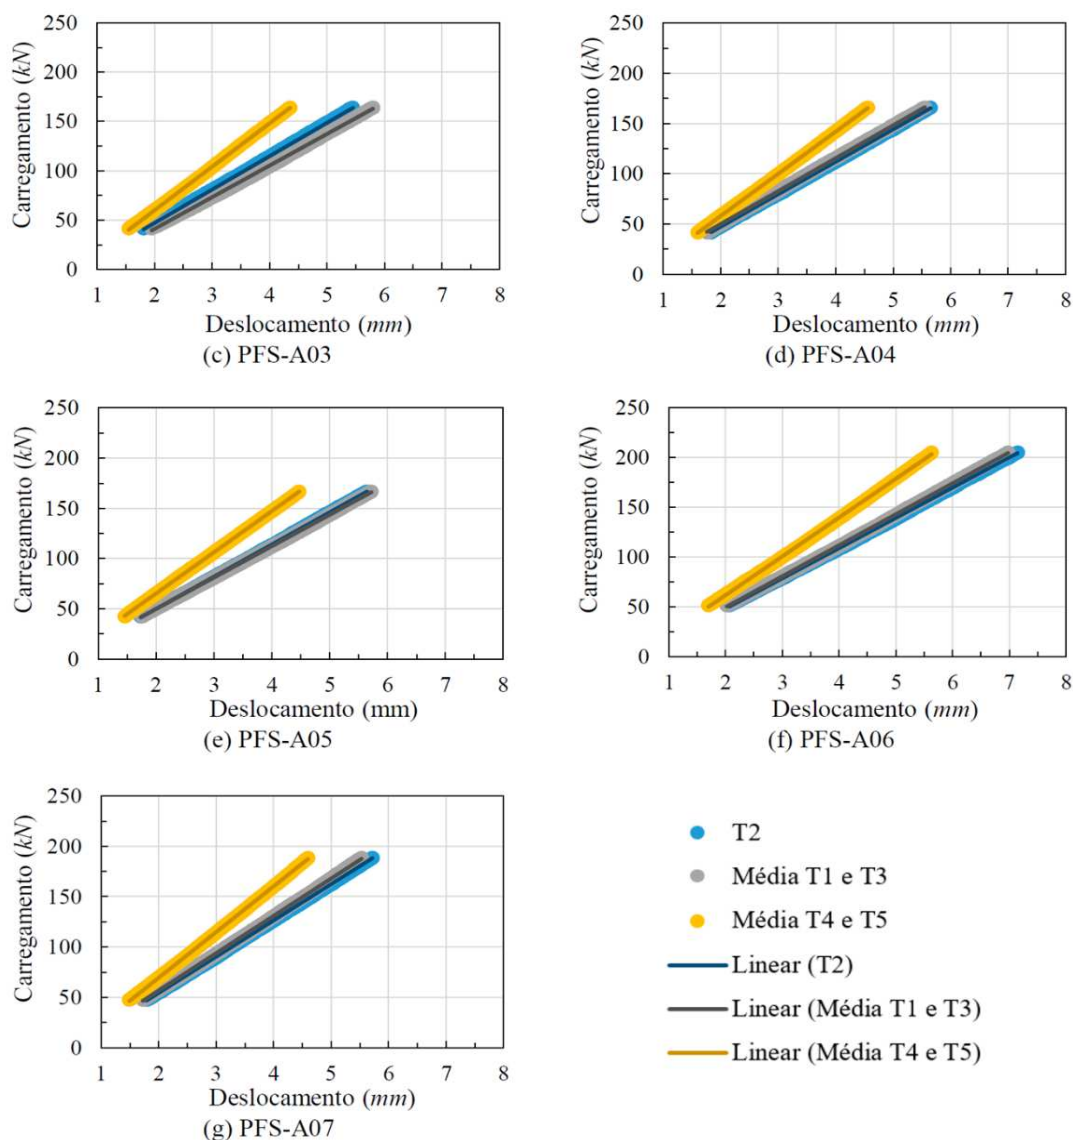 250
200
150
100
50
0
Carregamento (kN)
1 2 3 4 5 6 7 8
Deslocamento (mm)
(c) PFS-A03
250
200
150
100
50
0
Carregamento (kN)
1 2 3 4 5 6 7 8
Deslocamento (mm)
(d) PFS-A04
250
200
150
100
50
0
Carregamento (kN)
1 2 3 4 5 6 7 8
Deslocamento (mm)
(e) PFS-A05
250
200
150
100
50
0
Carregamento (kN)
1 2 3 4 5 6 7 8
Deslocamento (mm)
(f) PFS-A06
250
200
150
100
50
0
Carregamento (kN)
1 2 3 4 5 6 7 8
Deslocamento (mm)
(g) PFS-A07
T2
Média T1 e T3
Média T4 e T5
Linear (T2)
Linear (Média T1 e T3)
Linear (Média T4 e T5)